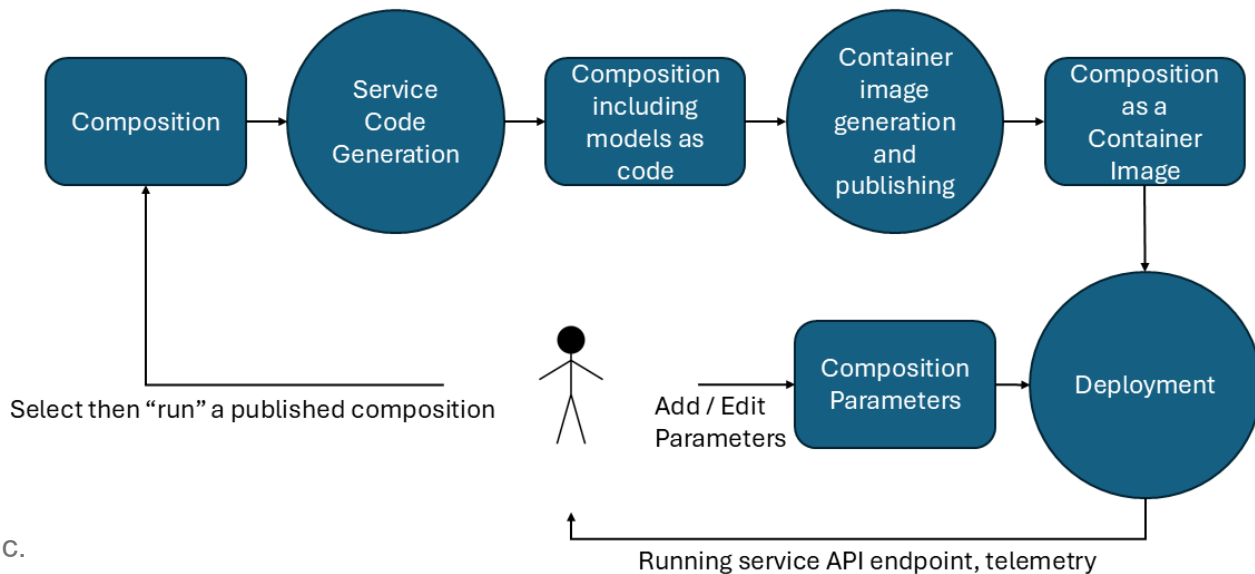 Composition
Service
Code
Generation
Composition
including
models as
code
Container
image
generation
and
publishing
Composition
as a
Container
Image
Select then “run” a published composition
Add / Edit
Parameters
Composition
Parameters
Deployment
Running service API endpoint, telemetry
c.